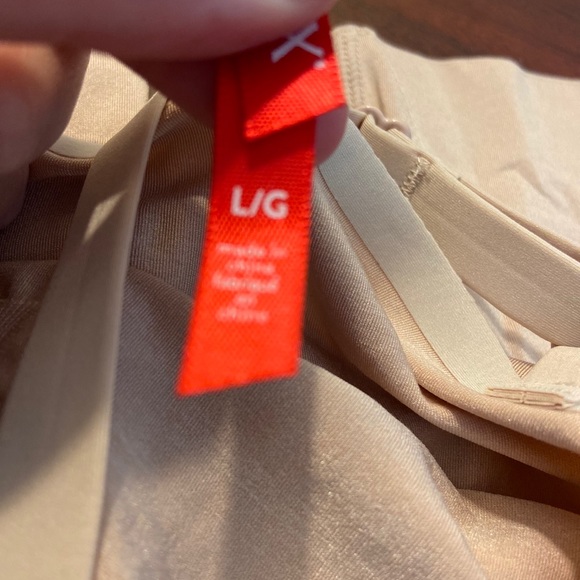 X
L/G
made in
china
fabriqué
en
chine